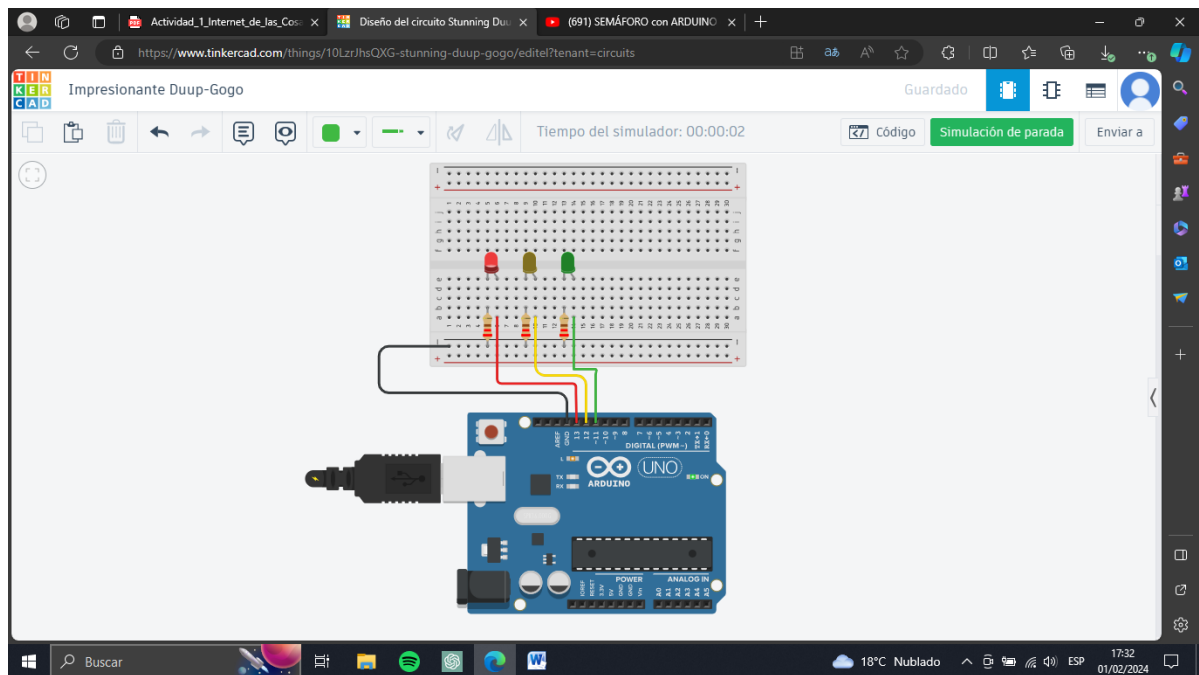 Actividad_1_Internet_de_las_Cosa
Diseño del circuito Stunning Duu
(691) SEMÁFORO con ARDUINO
https://www.tinkercad.com/things/10LzrJhsQXG-stunning-duup-gogo/editel?tenant=circuits
TIN
KER
CAD
Impresionante Duup-Gogo
Guardado
Tiempo del simulador: 00:00:02
Código
Simulación de parada
Enviar a
AREF
GND
13
12
~11
~10
~9
8
7
~6
~5
4
~3
2
TX→1
RX←0
DIGITAL (PWM~)
L
TX
RX
ARDUINO
UNO
ON
POWER
ANALOG IN
IOREF
RESET
3.3V
5V
GND
GND
Vin
A0
A1
A2
A3
A4
A5
Buscar
18°C Nublado
ESP
17:32
01/02/2024